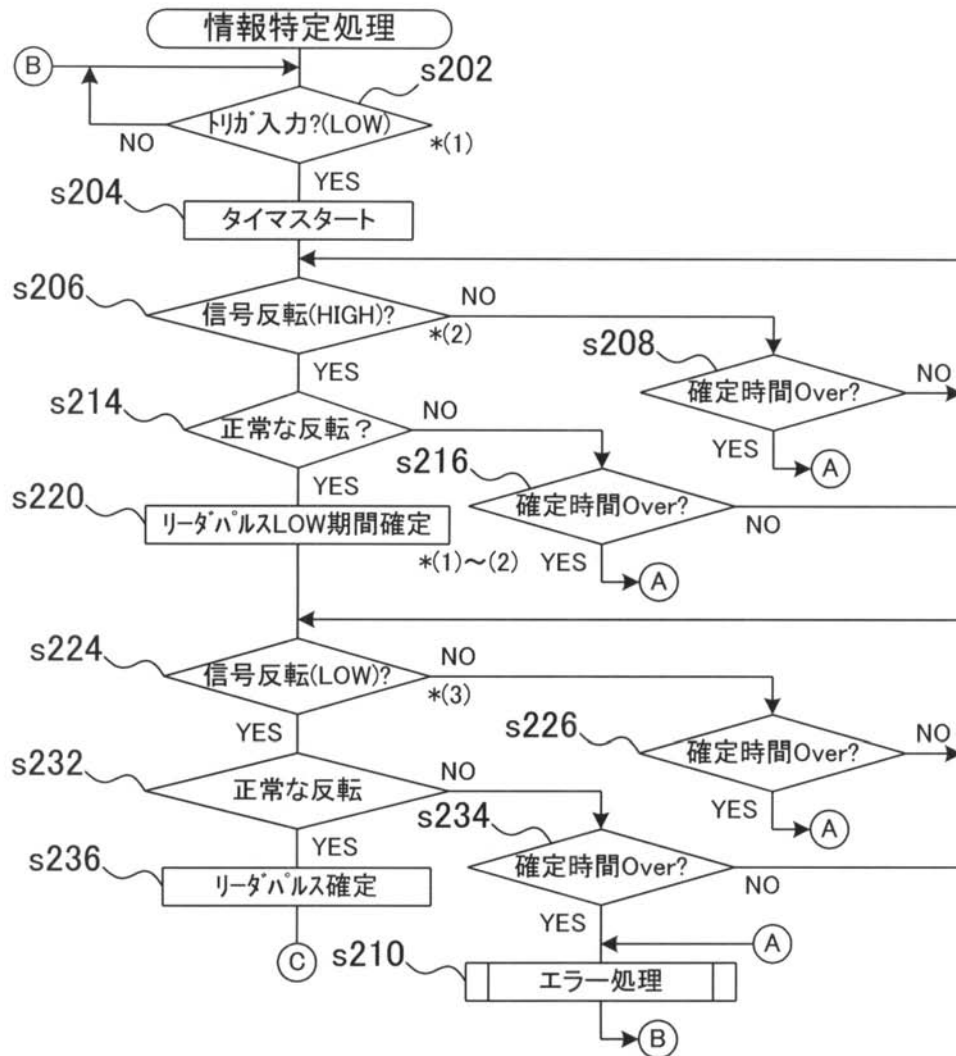 情報特定処理
B
s202
トリガ入力?(LOW)
NO
*(1)
YES
s204
タイマスタート
s206
信号反転(HIGH)?
NO
*(2)
YES
s208
確定時間Over?
NO
YES
A
s214
正常な反転？
NO
YES
s216
確定時間Over?
NO
YES
A
s220
リーダパルスLOW期間確定
*(1)～(2)
s224
信号反転(LOW)?
NO
*(3)
YES
s226
確定時間Over?
NO
YES
A
s232
正常な反転
NO
YES
s234
確定時間Over?
NO
YES
s236
リーダパルス確定
C
A
s210
エラー処理
B